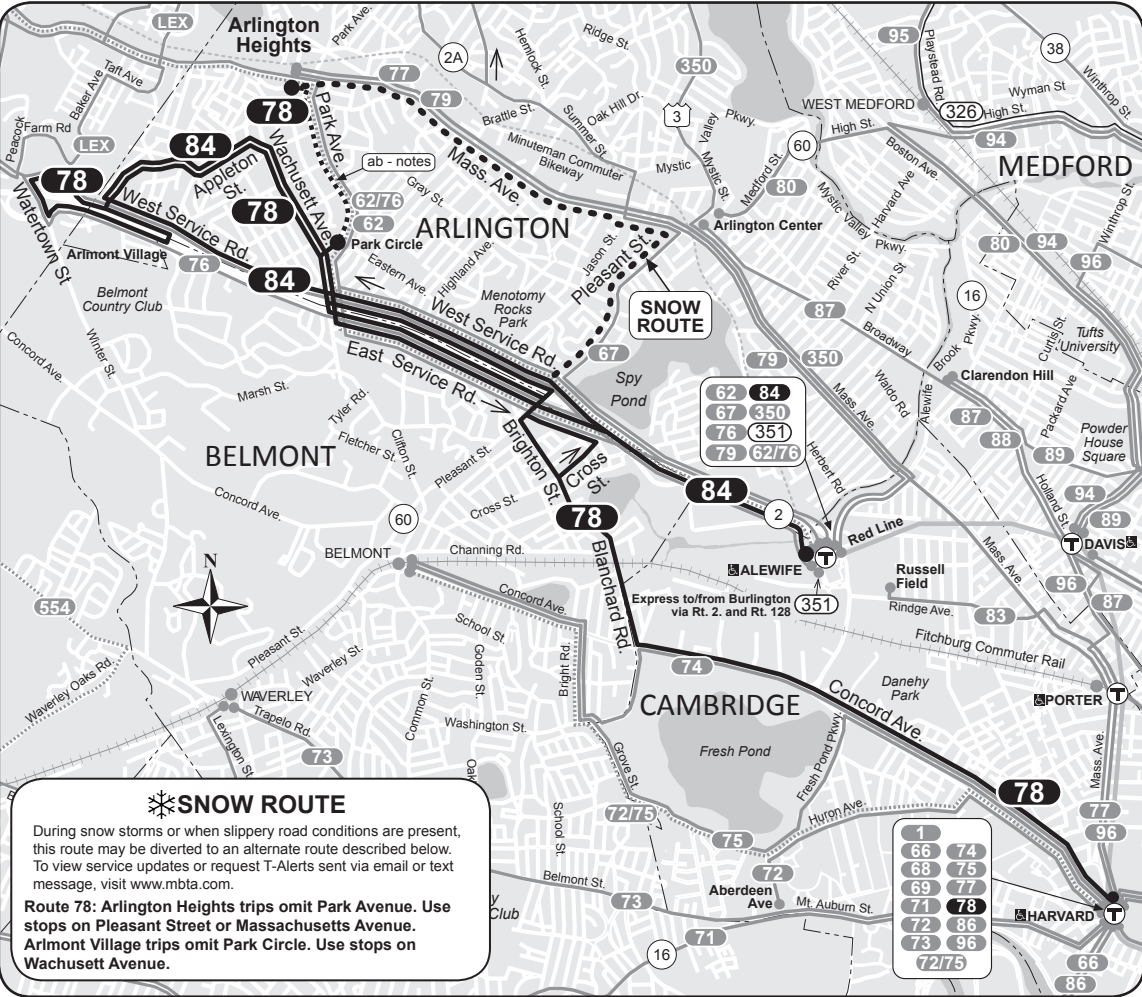 LEX
Arlington
Heights
Park Ave.
Hemlock St.
Ridge St.
2A
350
95
Playstead Rd
38
Winthrop St.
Taft Ave
Baker Ave
77
79
Brattle St.
Summer St.
Oak Hill Dr.
3
WEST MEDFORD
326
Wyman St
High St.
High St.
94
Peacock
Farm Rd
LEX
78
Park Ave.
84
Wachusett Ave.
ab - notes
Mass. Ave.
Minuteman Commuter
Bikeway
Mystic
Valley
Pkwy.
Mystic St.
Medford St.
60
80
Boston Ave.
MEDFORD
78
Appleton
St.
78
Gray St.
62/76
62
ARLINGTON
Arlington Center
Mystic Valley
Pkwy.
Harvard Ave
Winthrop St.
Watertown St
West Service Rd.
Park Circle
Jason St.
Pleasant St.
80
94
96
Arlmont Village
76
84
Eastern Ave.
Highland Ave.
River St.
N Union St.
Belmont
Country Club
Menotomy
Rocks
Park
SNOW
ROUTE
16
West Service Rd.
87
Broadway
Brook
Pkwy.
Curtis St.
Tufts
University
Concord Ave.
Winter St.
East Service Rd.
67
79
350
Clarendon Hill
Marsh St.
Spy
Pond
Mass. Ave.
Waldo Rd
Alewife
Packard Ave
Tyler Rd.
62 84
67 350
76 351
79 62/76
87
88
89
Powder
House
Square
BELMONT
Fletcher St.
Clifton St.
Pleasant St.
Brighton St.
Cross
St.
Herbert Rd
Holland St.
94
89
Concord Ave.
Cross St.
84
60
78
2
Red Line
DAVIS
T
BELMONT
Channing Rd.
Blanchard Rd.
ALEWIFE
T
Russell
Field
Mass. Ave.
96
87
N
554
Concord Ave.
Express to/from Burlington
via Rt. 2. and Rt. 128
351
Rindge Ave.
83
School St.
Fitchburg Commuter Rail
Pleasant St.
Waverley St.
Goden St.
Bright Rd.
74
Danehy
Park
Waverley Oaks Rd.
WAVERLEY
Common St.
CAMBRIDGE
Concord Ave.
PORTER
T
Trapelo Rd.
Lexington St.
Washington St.
Fresh Pond
Fresh Pond Pkwy.
73
Grove St.
Mass. Ave.
78
Huron Ave.
72/75
75
77
96
School St.
SNOW ROUTE
During snow storms or when slippery road conditions are present,
this route may be diverted to an alternate route described below.
To view service updates or request T-Alerts sent via email or text
message, visit www.mbta.com.
Route 78: Arlington Heights trips omit Park Avenue. Use
stops on Pleasant Street or Massachusetts Avenue.
Arlmont Village trips omit Park Circle. Use stops on
Wachusett Avenue.
Club
Belmont St.
73
72
Aberdeen
Ave
Mt. Auburn St.
71
16
1
66 74
68 75
69 77
71 78
72 86
73 96
72/75
HARVARD
T
66
86